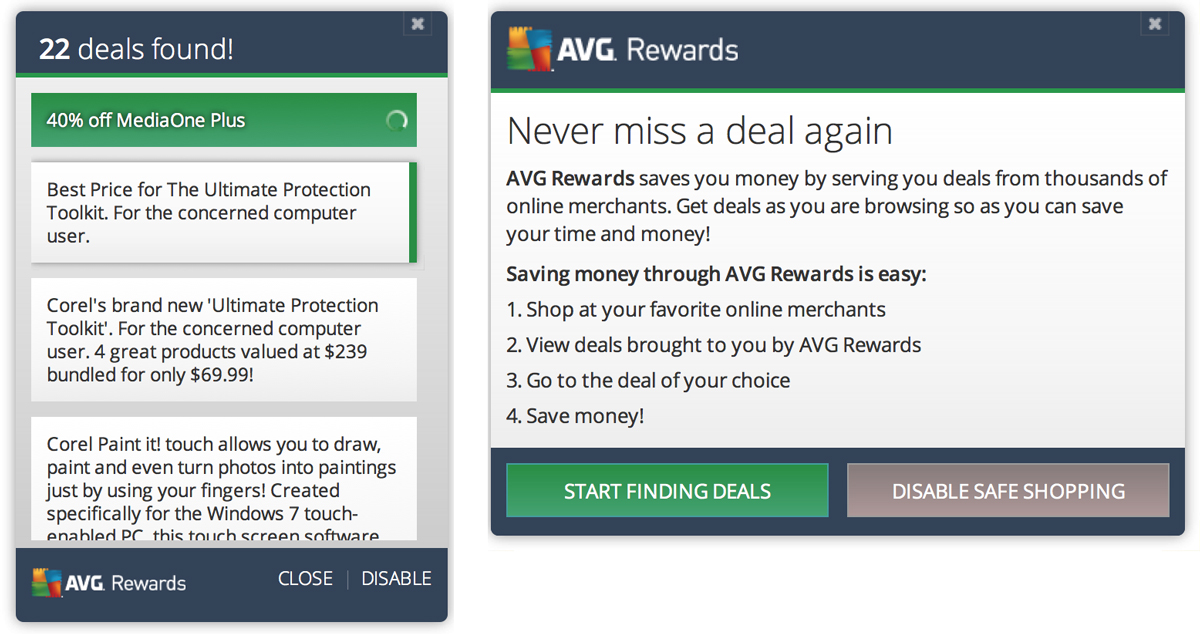 22 deals found!
40% off MediaOne Plus
Best Price for The Ultimate Protection
Toolkit. For the concerned computer
user.
Corel's brand new 'Ultimate Protection
Toolkit'. For the concerned computer
user. 4 great products valued at $239
bundled for only $69.99!
Corel Paint it! touch allows you to draw,
paint and even turn photos into paintings
just by using your fingers! Created
specifically for the Windows 7 touch-
enabled PC, this touch screen software
AVG Rewards
CLOSE | DISABLE
AVG Rewards
Never miss a deal again
AVG Rewards saves you money by serving you deals from thousands of
online merchants. Get deals as you are browsing so as you can save
your time and money!
Saving money through AVG Rewards is easy:
1. Shop at your favorite online merchants
2. View deals brought to you by AVG Rewards
3. Go to the deal of your choice
4. Save money!
START FINDING DEALS
DISABLE SAFE SHOPPING